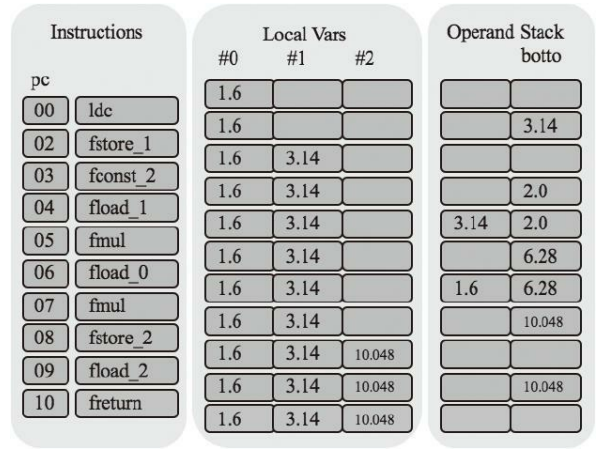 Instructions
pc
00 ldc
02 fstore_1
03 fconst_2
04 fload_1
05 fmul
06 fload_0
07 fmul
08 fstore_2
09 fload_2
10 freturn
Local Vars
#0 #1 #2
1.6
1.6
1.6 3.14
1.6 3.14
1.6 3.14
1.6 3.14
1.6 3.14
1.6 3.14
1.6 3.14 10.048
1.6 3.14 10.048
1.6 3.14 10.048
Operand Stack
botto
3.14
2.0
3.14 2.0
6.28
1.6 6.28
10.048
10.048